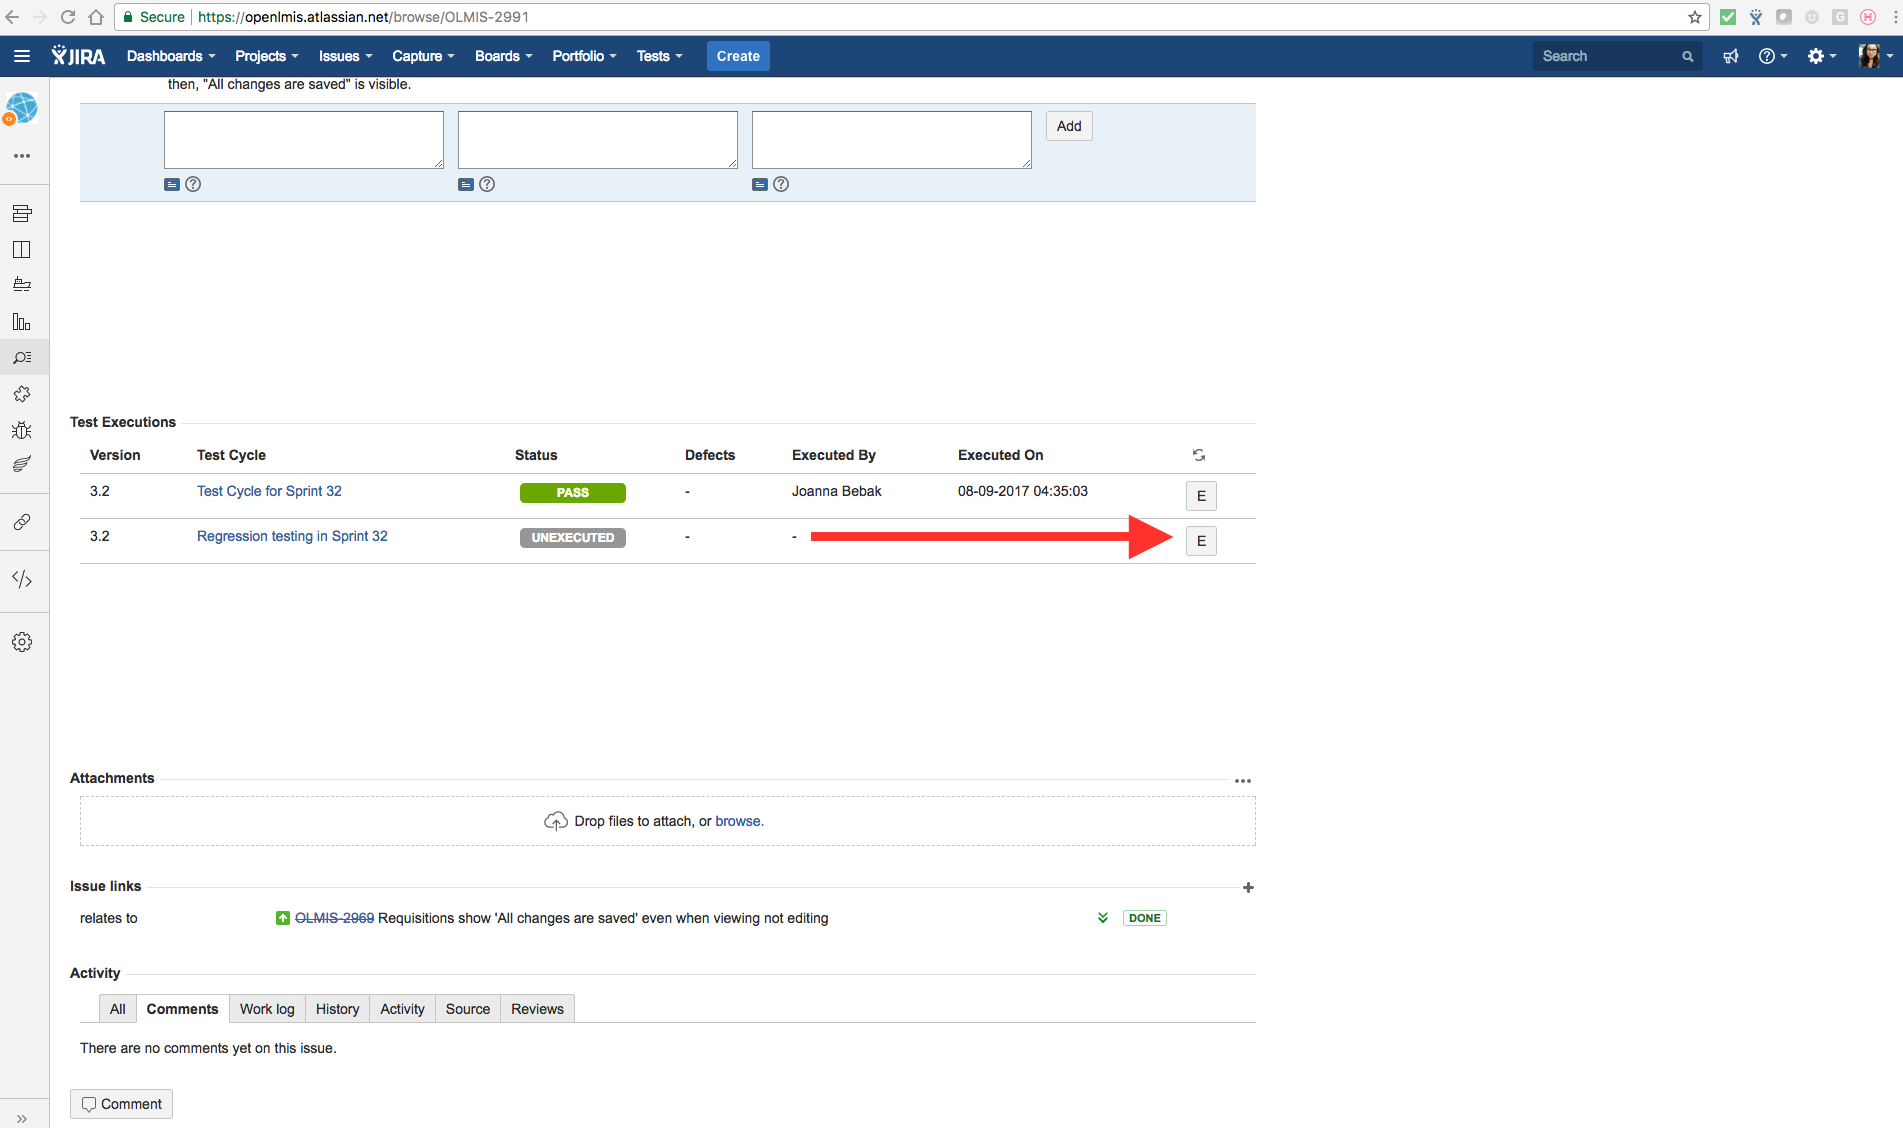 Secure https://openlmis.atlassian.net/browse/OLMIS-2991
JIRA Dashboards Projects Issues Capture Boards Portfolio Tests Create Search
then, "All changes are saved" is visible.
Add
Test Executions
Version Test Cycle Status Defects Executed By Executed On
3.2 Test Cycle for Sprint 32 PASS - Joanna Bebak 08-09-2017 04:35:03 E
3.2 Regression testing in Sprint 32 UNEXECUTED - - E
Attachments
Drop files to attach, or browse.
Issue links
relates to OLMIS-2969 Requisitions show 'All changes are saved' even when viewing not editing DONE
Activity
All Comments Work log History Activity Source Reviews
There are no comments yet on this issue.
Comment